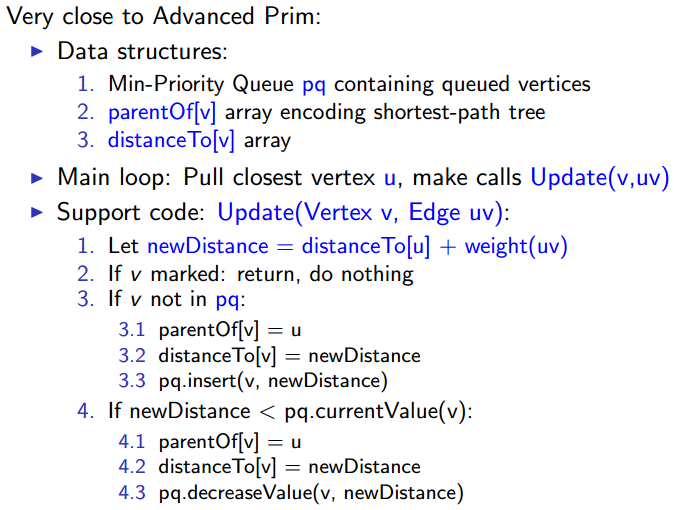 Very close to Advanced Prim:
▶ Data structures:
1. Min-Priority Queue pq containing queued vertices
2. parentOf[v] array encoding shortest-path tree
3. distanceTo[v] array
▶ Main loop: Pull closest vertex u, make calls Update(v,uv)
▶ Support code: Update(Vertex v, Edge uv):
1. Let newDistance = distanceTo[u] + weight(uv)
2. If v marked: return, do nothing
3. If v not in pq:
3.1 parentOf[v] = u
3.2 distanceTo[v] = newDistance
3.3 pq.insert(v, newDistance)
4. If newDistance < pq.currentValue(v):
4.1 parentOf[v] = u
4.2 distanceTo[v] = newDistance
4.3 pq.decreaseValue(v, newDistance)